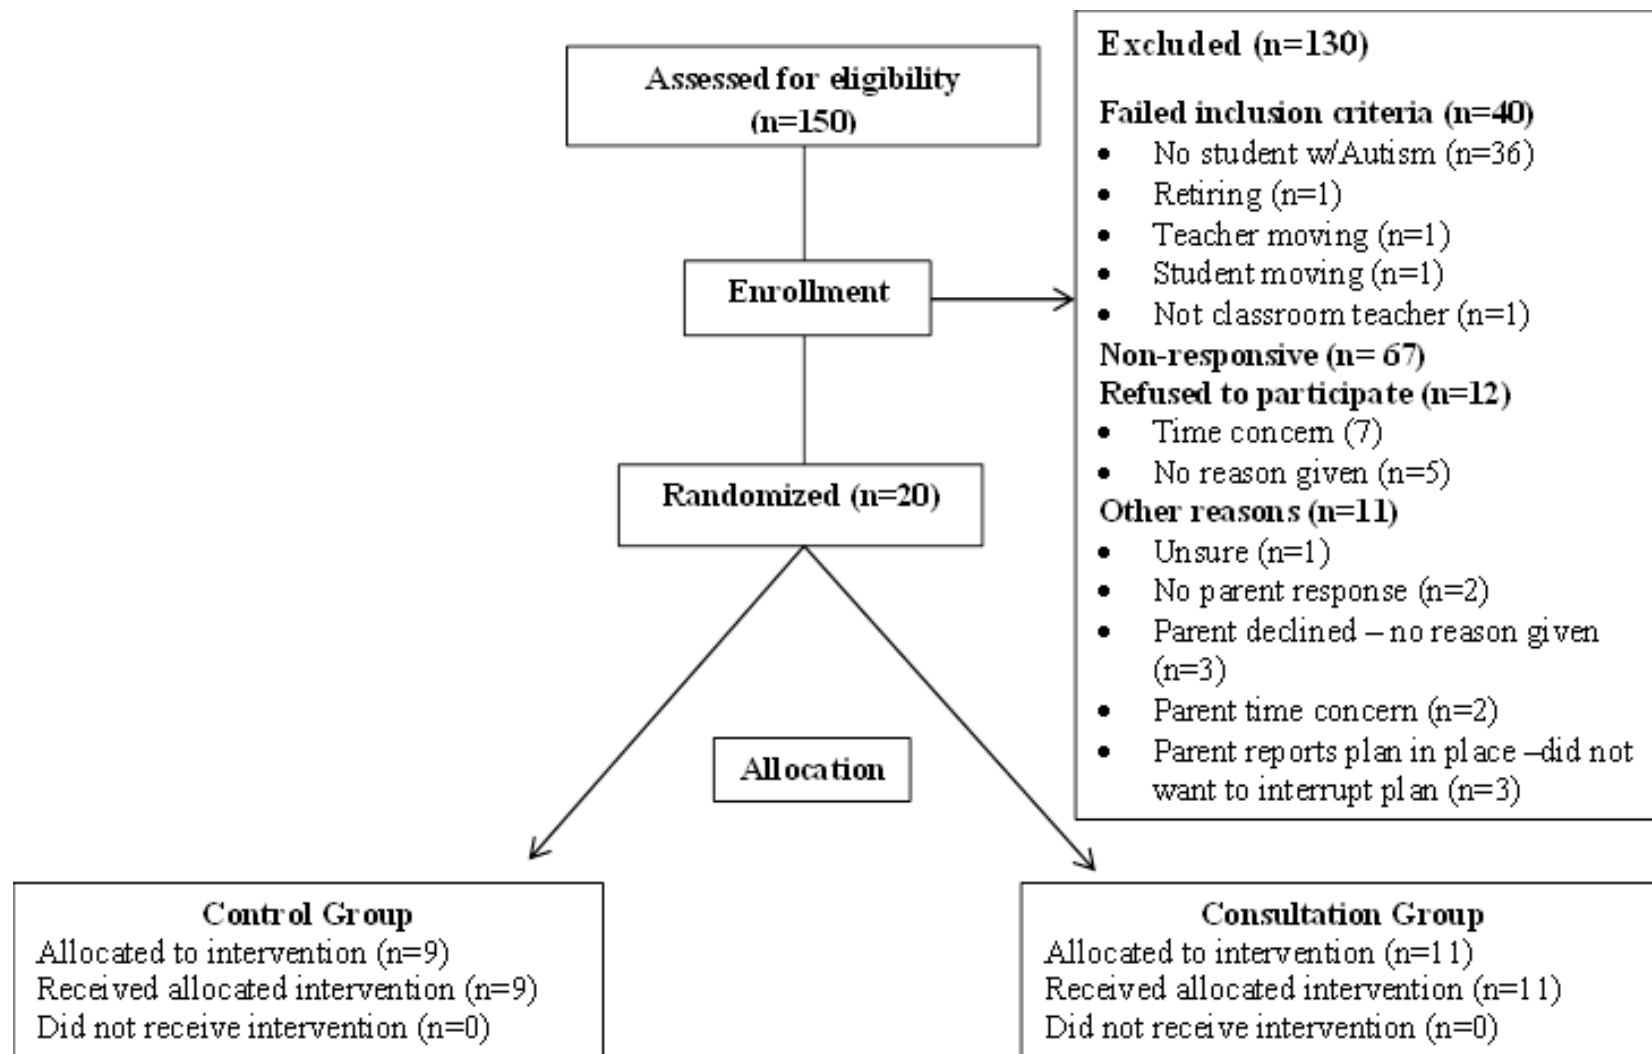 Assessed for eligibility
(n=150)
Enrollment
Randomized (n=20)
Allocation
Excluded (n=130)
Failed inclusion criteria (n=40)
• No student w/Autism (n=36)
• Retiring (n=1)
• Teacher moving (n=1)
• Student moving (n=1)
• Not classroom teacher (n=1)
Non-responsive (n= 67)
Refused to participate (n=12)
• Time concern (7)
• No reason given (n=5)
Other reasons (n=11)
• Unsure (n=1)
• No parent response (n=2)
• Parent declined – no reason given
(n=3)
• Parent time concern (n=2)
• Parent reports plan in place –did not
want to interrupt plan (n=3)
Control Group
Allocated to intervention (n=9)
Received allocated intervention (n=9)
Did not receive intervention (n=0)
Consultation Group
Allocated to intervention (n=11)
Received allocated intervention (n=11)
Did not receive intervention (n=0)